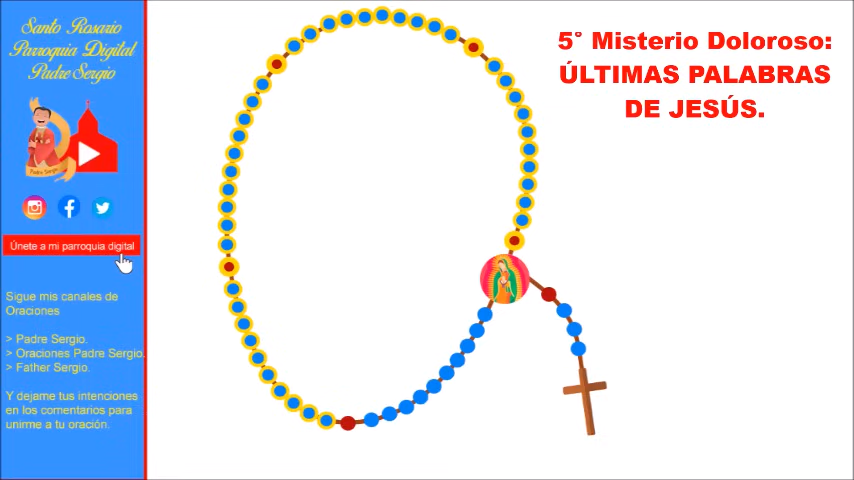 Santo Rosario
Parroquia Digital
Padre Sergio
Padre Sergio
Únete a mi parroquia digital
Sigue mis canales de
Oraciones
> Padre Sergio.
> Oraciones Padre Sergio.
> Father Sergio.
Y dejame tus intenciones
en los comentarios para
unirme a tu oración.
5° Misterio Doloroso:
ÚLTIMAS PALABRAS
DE JESÚS.